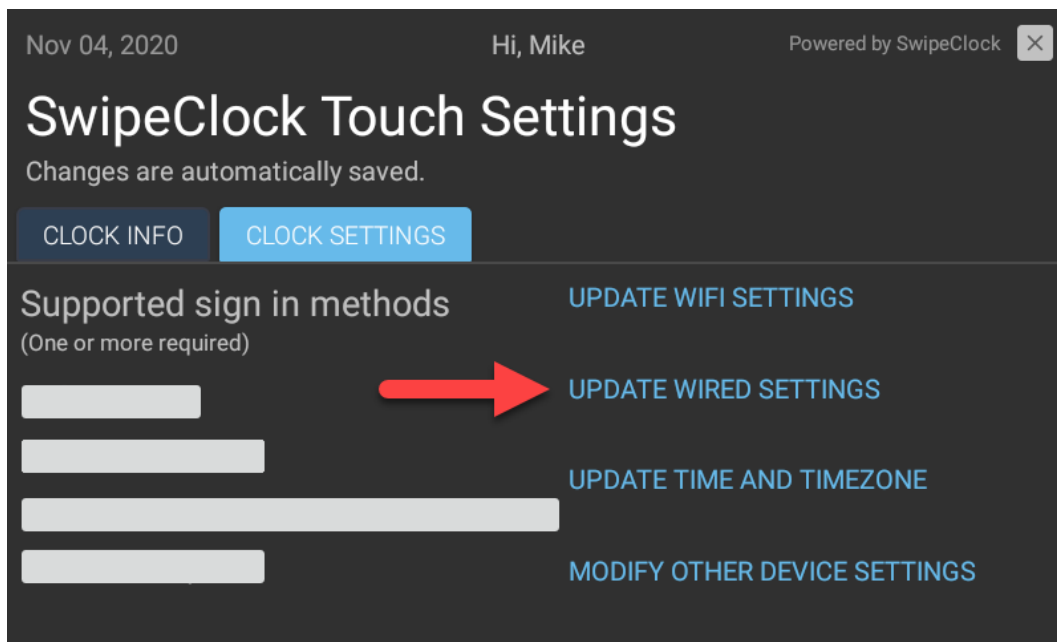 Nov 04, 2020
Hi, Mike
Powered by SwipeClock
SwipeClock Touch Settings
Changes are automatically saved.
CLOCK INFO
CLOCK SETTINGS
Supported sign in methods
(One or more required)
UPDATE WIFI SETTINGS
UPDATE WIRED SETTINGS
UPDATE TIME AND TIMEZONE
MODIFY OTHER DEVICE SETTINGS